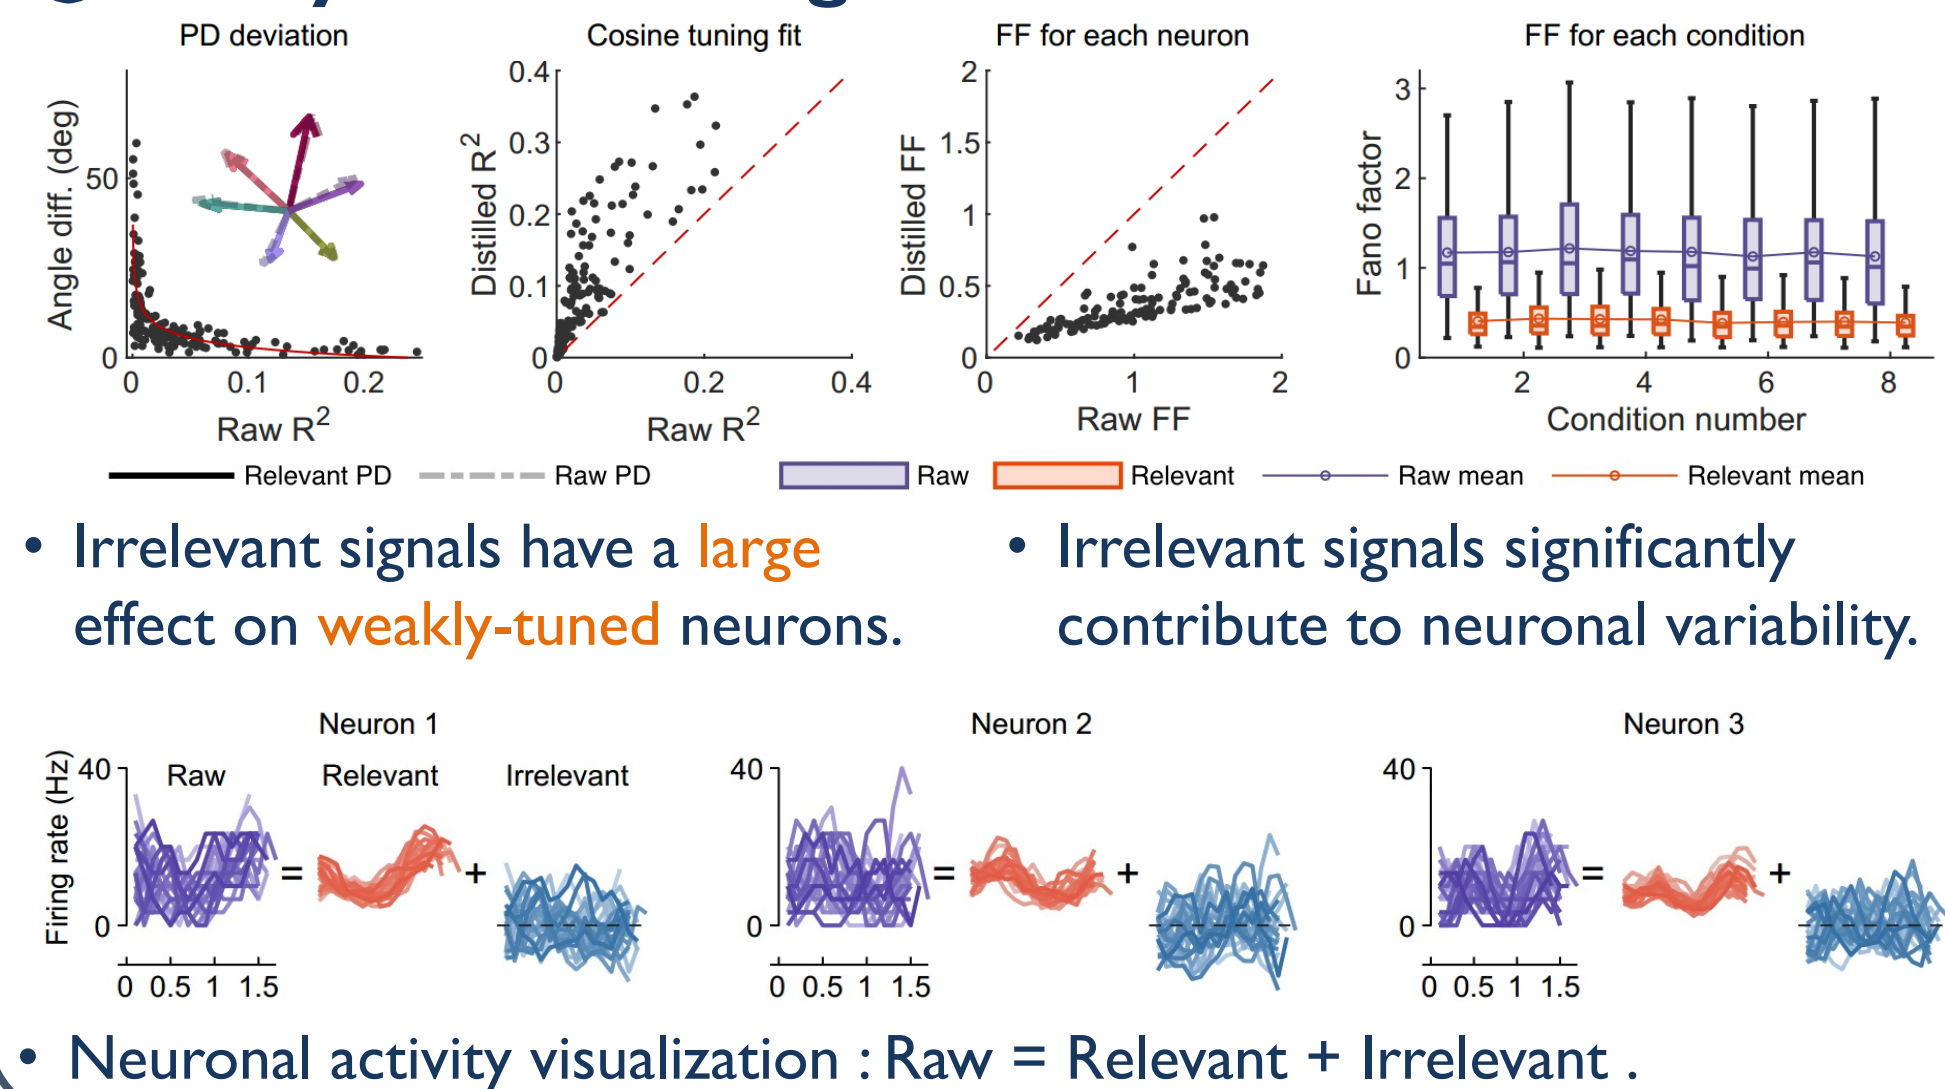 PD deviation
Angle diff. (deg)
50
0
0 0.1 0.2
Raw R²
Cosine tuning fit
Distilled R²
0.4
0.3
0.2
0.1
0
0 0.2 0.4
Raw R²
FF for each neuron
Distilled FF
2
1.5
1
0.5
0
0 1 2
Raw FF
FF for each condition
Fano factor
3
2
1
0
2 4 6 8
Condition number
Relevant PD Raw PD Raw Relevant Raw mean Relevant mean
• Irrelevant signals have a large
effect on weakly-tuned neurons.
• Irrelevant signals significantly
contribute to neuronal variability.
Neuron 1
Firing rate (Hz)
40
Raw Relevant Irrelevant
= +
0
0 0.5 1 1.5
Neuron 2
40
= +
0
0 0.5 1 1.5
Neuron 3
40
= +
0
0 0.5 1 1.5
• Neuronal activity visualization : Raw = Relevant + Irrelevant .